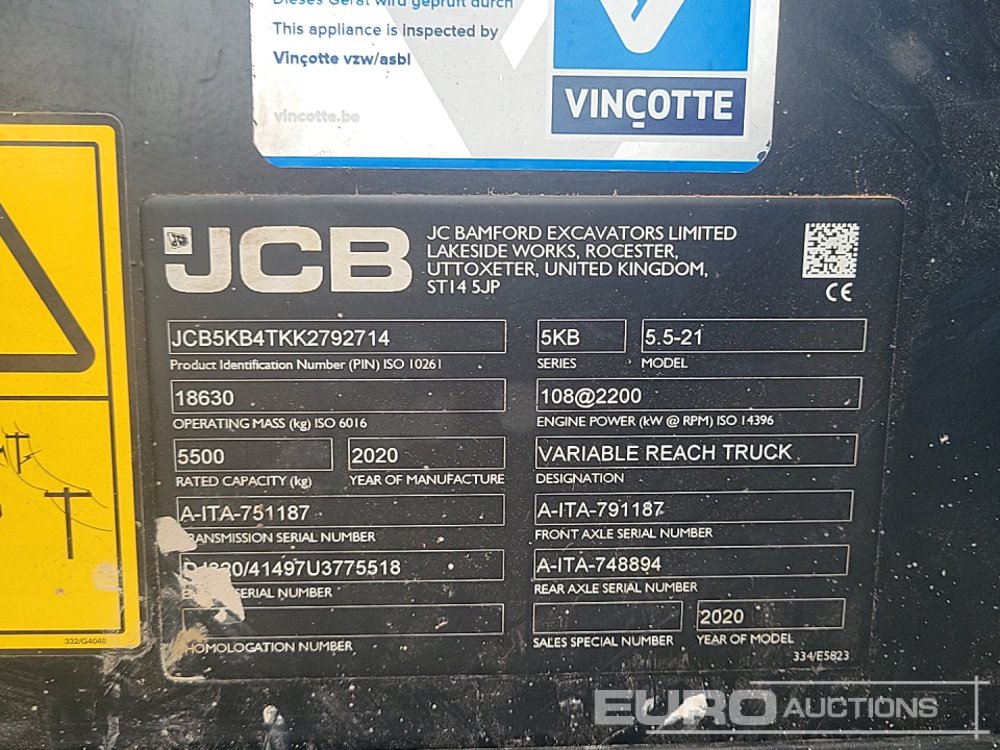 Dieses Gerät wird geprüft durch
This appliance is inspected by
Vinçotte vzw/asbl
vincotte.be
VINÇOTTE
JCB
JC BAMFORD EXCAVATORS LIMITED
LAKESIDE WORKS, ROCESTER,
UTTOXETER, UNITED KINGDOM,
ST14 5JP
CE
JCB5KB4TKK2792714
Product Identification Number (PIN) ISO 10261
5KB
SERIES
5.5-21
MODEL
18630
OPERATING MASS (kg) ISO 6016
108@2200
ENGINE POWER (kW @ RPM) ISO 14396
5500
RATED CAPACITY (kg)
2020
YEAR OF MANUFACTURE
VARIABLE REACH TRUCK
DESIGNATION
A-ITA-751187
TRANSMISSION SERIAL NUMBER
A-ITA-791187
FRONT AXLE SERIAL NUMBER
/41497U3775518
SERIAL NUMBER
A-ITA-748894
REAR AXLE SERIAL NUMBER
HOMOLOGATION NUMBER
SALES SPECIAL NUMBER
2020
YEAR OF MODEL
334/E5823
332/G4040
EURO AUCTIONS